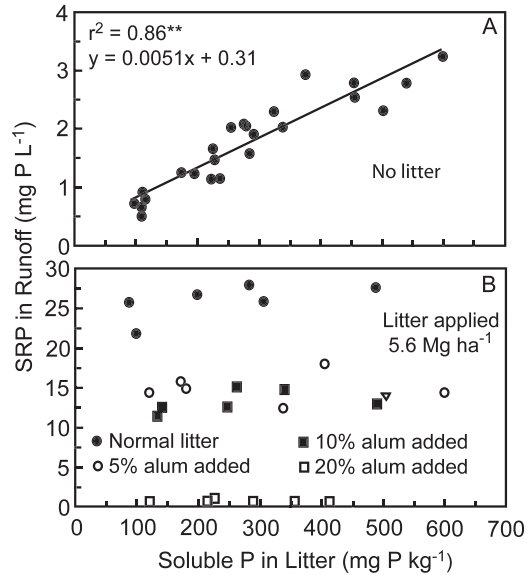 A
r² = 0.86**
y = 0.0051x + 0.31
No litter
4
3
2
1
0
SRP in Runoff (mg P L⁻¹)
B
Litter applied
5.6 Mg ha⁻¹
30
25
20
15
10
5
0
Normal litter
10% alum added
5% alum added
20% alum added
0 100 200 300 400 500 600 700
Soluble P in Litter (mg P kg⁻¹)